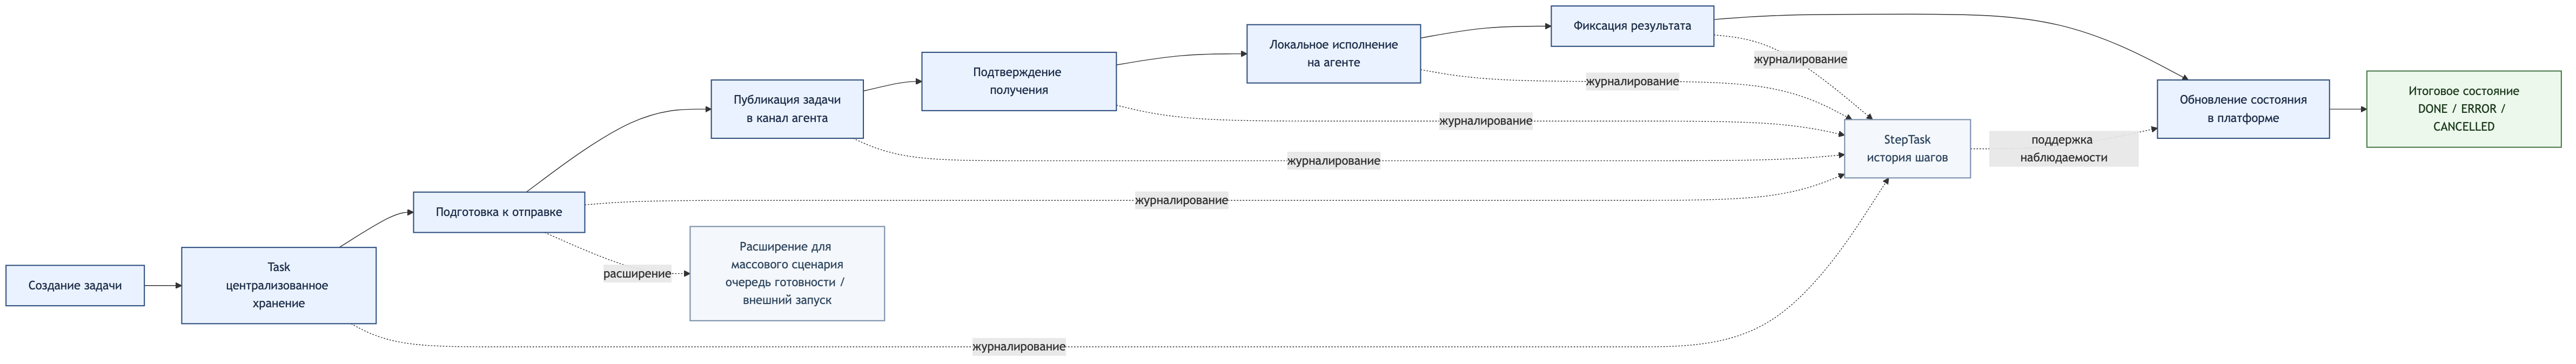 Создание задачи
Task
централизованное
хранение
Подготовка к отправке
расширение
Расширение для
массового сценария
очередь готовности /
внешний запуск
Публикация задачи
в канал агента
Подтверждение
получения
Локальное исполнение
на агенте
Фиксация результата
журналирование
журналирование
журналирование
журналирование
журналирование
журналирование
StepTask
история шагов
поддержка
наблюдаемости
Обновление состояния
в платформе
Итоговое состояние
DONE / ERROR /
CANCELLED